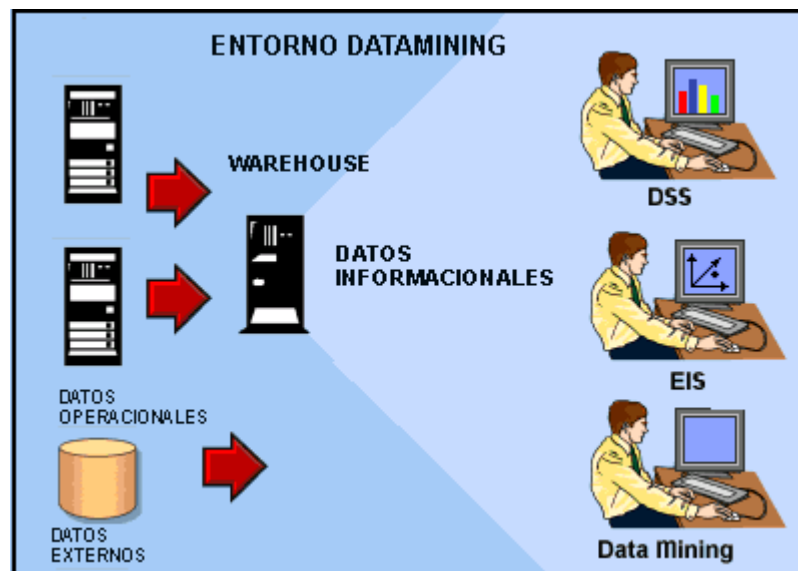 ENTORNO DATAMINING
WAREHOUSE
DATOS
INFORMACIONALES
DATOS
OPERACIONALES
DATOS
EXTERNOS
DSS
EIS
Data Mining